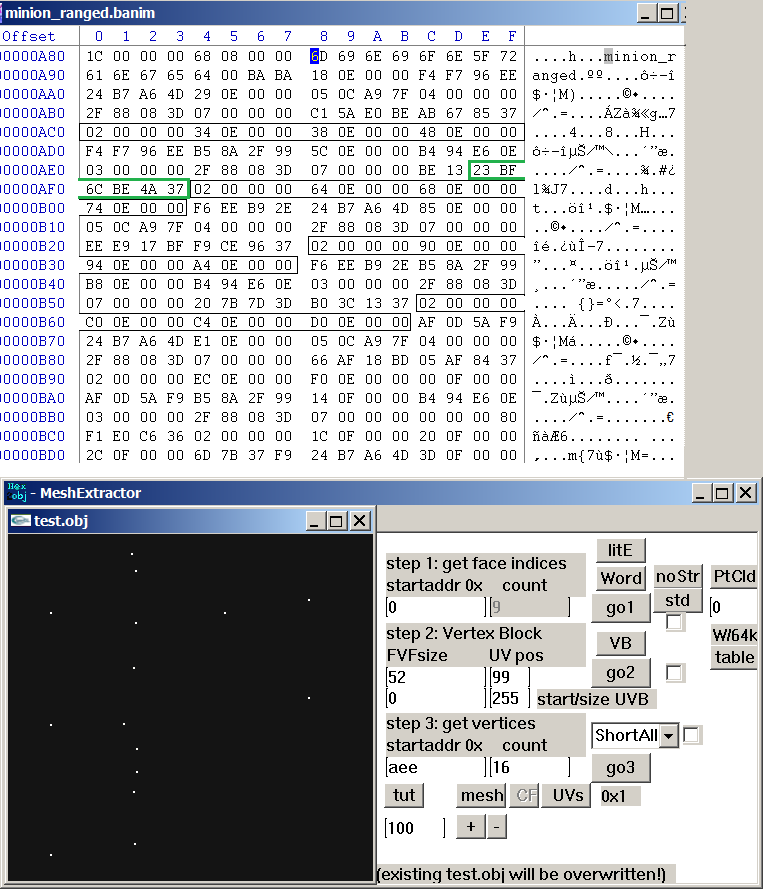 minion_ranged.banim
Offset 0 1 2 3 4 5 6 7 8 9 A B C D E F
00000A80 1C 00 00 00 68 08 00 00 6D 69 6E 69 6F 6E 5F 72 ....h...minion_r
00000A90 61 6E 67 65 64 00 BA BA 18 0E 00 00 F4 F7 96 EE anged.ºº....ô÷–î
00000AA0 24 B7 A6 4D 29 0E 00 00 05 0C A9 7F 04 00 00 00 $·¦M).....©♦....
00000AB0 2F 88 08 3D 07 00 00 00 C1 5A E0 BE AB 67 85 37 /ˆ.=....ÁZà¾«g…7
00000AC0 02 00 00 00 34 0E 00 00 38 0E 00 00 48 0E 00 00 ....4...8...H...
00000AD0 F4 F7 96 EE B5 8A 2F 99 5C 0E 00 00 B4 94 E6 0E ô÷–îµŠ/™\...´”æ.
00000AE0 03 00 00 00 2F 88 08 3D 07 00 00 00 BE 13 23 BF ..../ˆ.=....¾.#¿
00000AF0 6C BE 4A 37 02 00 00 00 64 0E 00 00 68 0E 00 00 l¾J7....d...h...
00000B00 74 0E 00 00 F6 EE B9 2E 24 B7 A6 4D 85 0E 00 00 t...öî¹.$·¦M…...
00000B10 05 0C A9 7F 04 00 00 00 2F 88 08 3D 07 00 00 00 ..©♦..../ˆ.=....
00000B20 EE E9 17 BF F9 CE 96 37 02 00 00 00 90 0E 00 00 îé.¿ùÎ–7........
00000B30 94 0E 00 00 A4 0E 00 00 F6 EE B9 2E B5 8A 2F 99 ”...¤...öî¹.µŠ/™
00000B40 B8 0E 00 00 B4 94 E6 0E 03 00 00 00 2F 88 08 3D ¸...´”æ...../ˆ.=
00000B50 07 00 00 00 20 7B 7D 3D B0 3C 13 37 02 00 00 00 .... {}=°<.7....
00000B60 C0 0E 00 00 C4 0E 00 00 D0 0E 00 00 AF 0D 5A F9 À...Ä...Ð...¯.Zù
00000B70 24 B7 A6 4D E1 0E 00 00 05 0C A9 7F 04 00 00 00 $·¦Má.....©♦....
00000B80 2F 88 08 3D 07 00 00 00 66 AF 18 BD 05 AF 84 37 /ˆ.=....f¯.½.¯„7
00000B90 02 00 00 00 EC 0E 00 00 F0 0E 00 00 00 0F 00 00 ....ì...ð.......
00000BA0 AF 0D 5A F9 B5 8A 2F 99 14 0F 00 00 B4 94 E6 0E ¯.ZùµŠ/™....´”æ.
00000BB0 03 00 00 00 2F 88 08 3D 07 00 00 00 00 00 00 80 ..../ˆ.=.......€
00000BC0 F1 E0 C6 36 02 00 00 00 1C 0F 00 00 20 0F 00 00 ñàÆ6........ ...
00000BD0 2C 0F 00 00 6D 7B 37 F9 24 B7 A6 4D 3D 0F 00 00 ,...m{7ù$·¦M=...
Hex obj - MeshExtractor
test.obj
step 1: get face indices
startaddr 0x count
0 9
litE
Word
go1
noStr
std
PtCld
0
step 2: Vertex Block
FVFsize UV pos
52 99
0 255 start/size UVB
VB
go2
W/64k
table
step 3: get vertices
startaddr 0x count
aee 16
ShortAll
go3
tut mesh CF UVs 0x1
100 + -
(existing test.obj will be overwritten!)